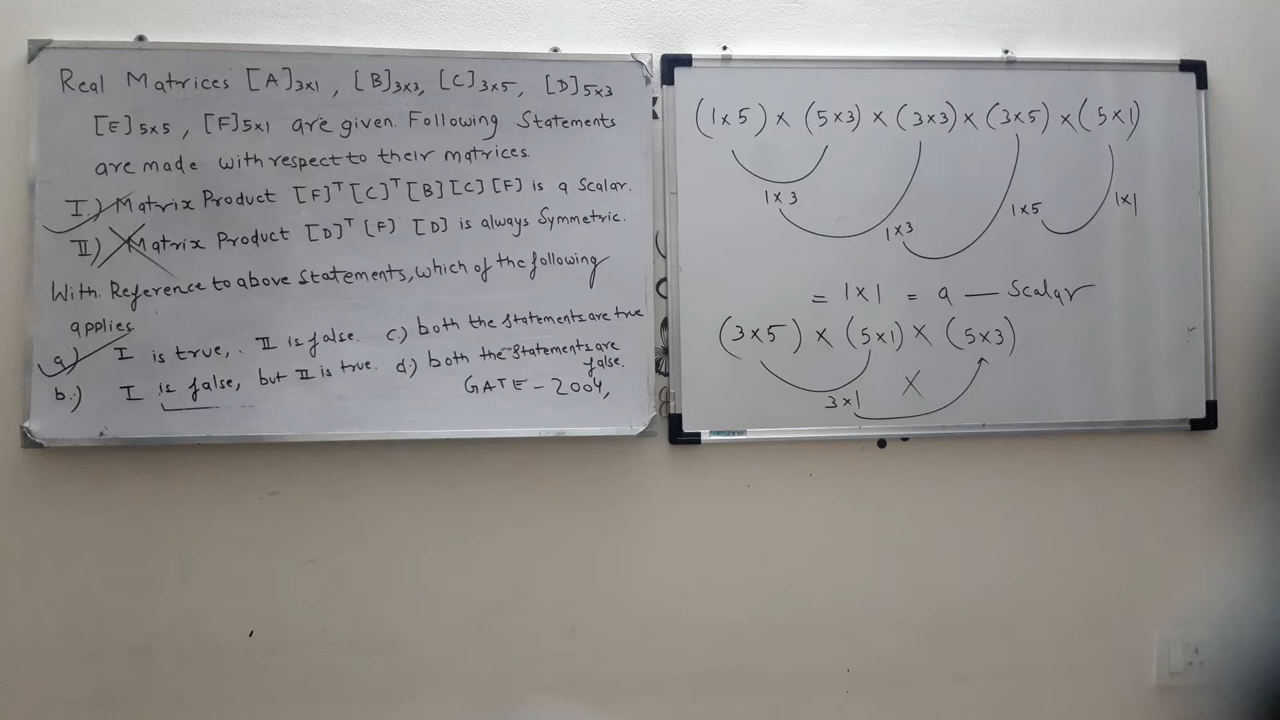 Real Matrices [A]3x1, [B]3x3, [C]3x5, [D]5x3
[E]5x5, [F]5x1 are given. Following Statements
are made with respect to their matrices.
I.) Matrix Product [F]ᵀ[C]ᵀ[B][C][F] is a Scalar.
II) Matrix Product [D]ᵀ[F] [D] is always Symmetric.
With Reference to above Statements, which of the following
applies
a) I is true, . II is false. c.) both the statements are true
b.) I is false, but II is true. d.) both the statements are false.
GATE-2004,
(1x5) x (5x3) x (3x3) x (3x5) x (5x1)
1x3
1x3
1x5
1x1
= 1x1 = a — Scalar
(3x5) x (5x1) x (5x3)
3x1
X